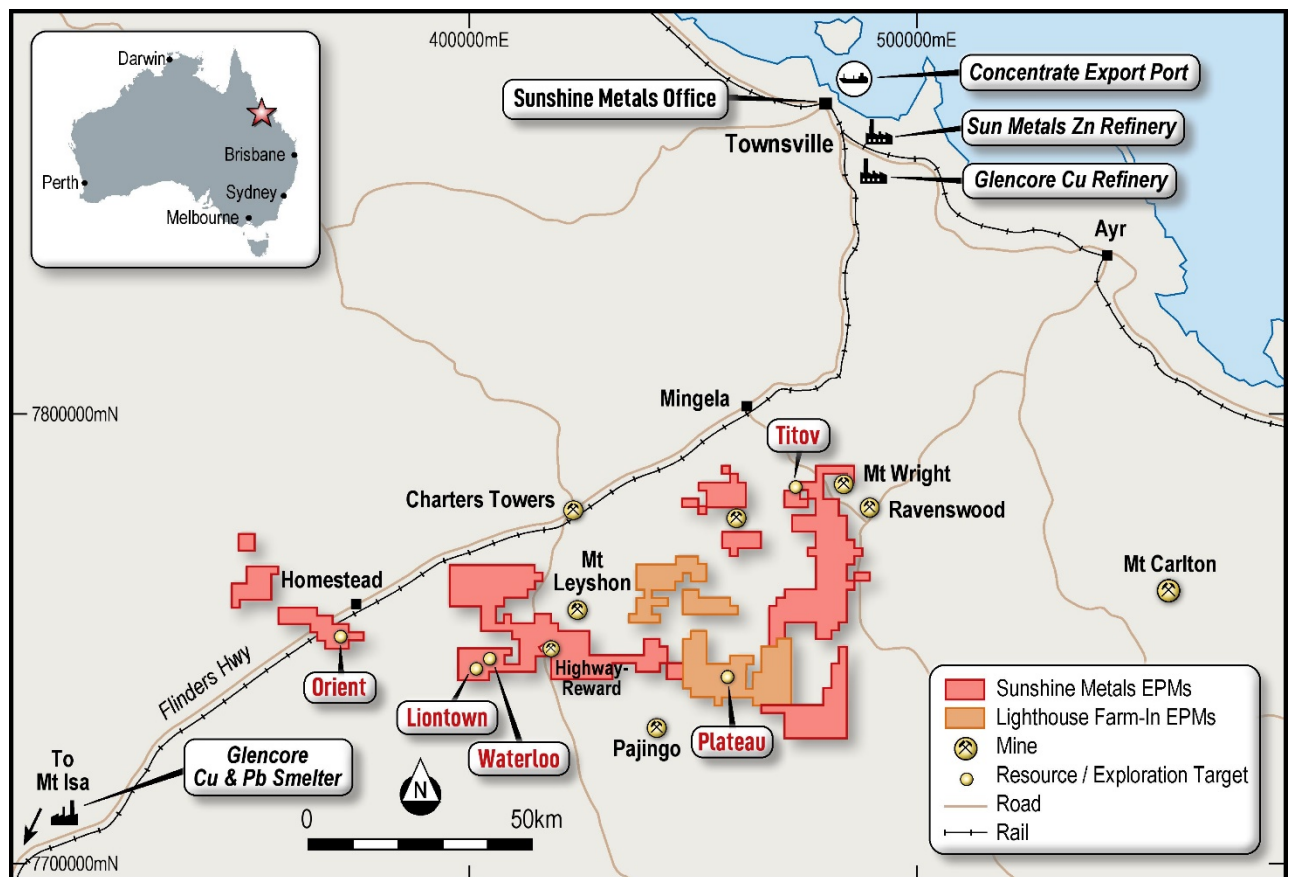 400000mE
500000mE
Darwin
Brisbane
Perth
Sydney
Melbourne
Sunshine Metals Office
Concentrate Export Port
Sun Metals Zn Refinery
Townsville
Glencore Cu Refinery
Ayr
7800000mN
Mingela
Titov
Mt Wright
Charters Towers
Ravenswood
Mt
Leyshon
Homestead
Mt Carlton
Flinders Hwy
Highway-
Reward
Orient
Liontown
Waterloo
Pajingo
Plateau
To
Mt Isa
Glencore
Cu & Pb Smelter
N
0
50km
7700000mN
Sunshine Metals EPMs
Lighthouse Farm-In EPMs
Mine
Resource / Exploration Target
Road
Rail